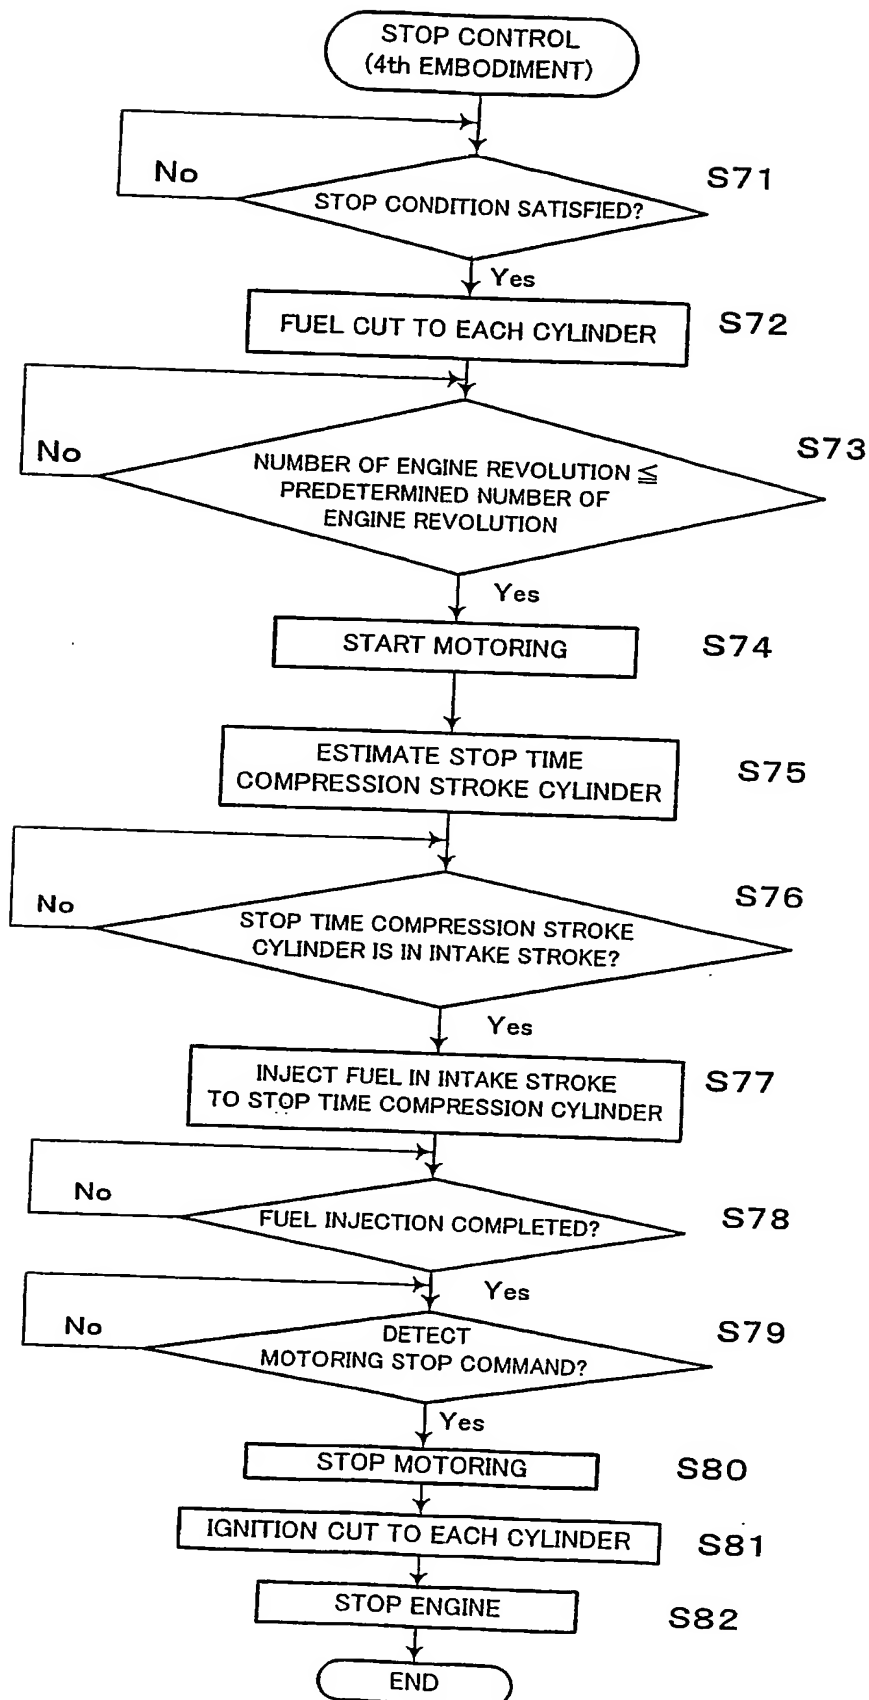 STOP CONTROL
(4th EMBODIMENT)
No
STOP CONDITION SATISFIED?
S71
Yes
FUEL CUT TO EACH CYLINDER
S72
No
NUMBER OF ENGINE REVOLUTION ≦
PREDETERMINED NUMBER OF
ENGINE REVOLUTION
S73
Yes
START MOTORING
S74
ESTIMATE STOP TIME
COMPRESSION STROKE CYLINDER
S75
No
STOP TIME COMPRESSION STROKE
CYLINDER IS IN INTAKE STROKE?
S76
Yes
INJECT FUEL IN INTAKE STROKE
TO STOP TIME COMPRESSION CYLINDER
S77
No
FUEL INJECTION COMPLETED?
S78
Yes
No
DETECT
MOTORING STOP COMMAND?
S79
Yes
STOP MOTORING
S80
IGNITION CUT TO EACH CYLINDER
S81
STOP ENGINE
S82
END